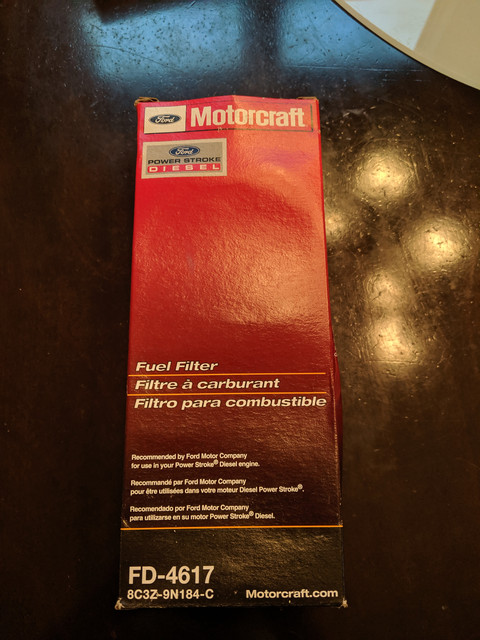 Ford Motorcraft
Ford
POWER STROKE
DIESEL
Fuel Filter
Filtre à carburant
Filtro para combustible
Recommended by Ford Motor Company
for use in your Power Stroke® Diesel engine.
Recommandé par Ford Motor Company
pour être utilisées dans votre moteur Diesel Power Stroke®.
Recomendado por Ford Motor Company
para utilizarse en su motor Power Stroke® Diesel.
FD-4617
8C3Z-9N184-C Motorcraft.com